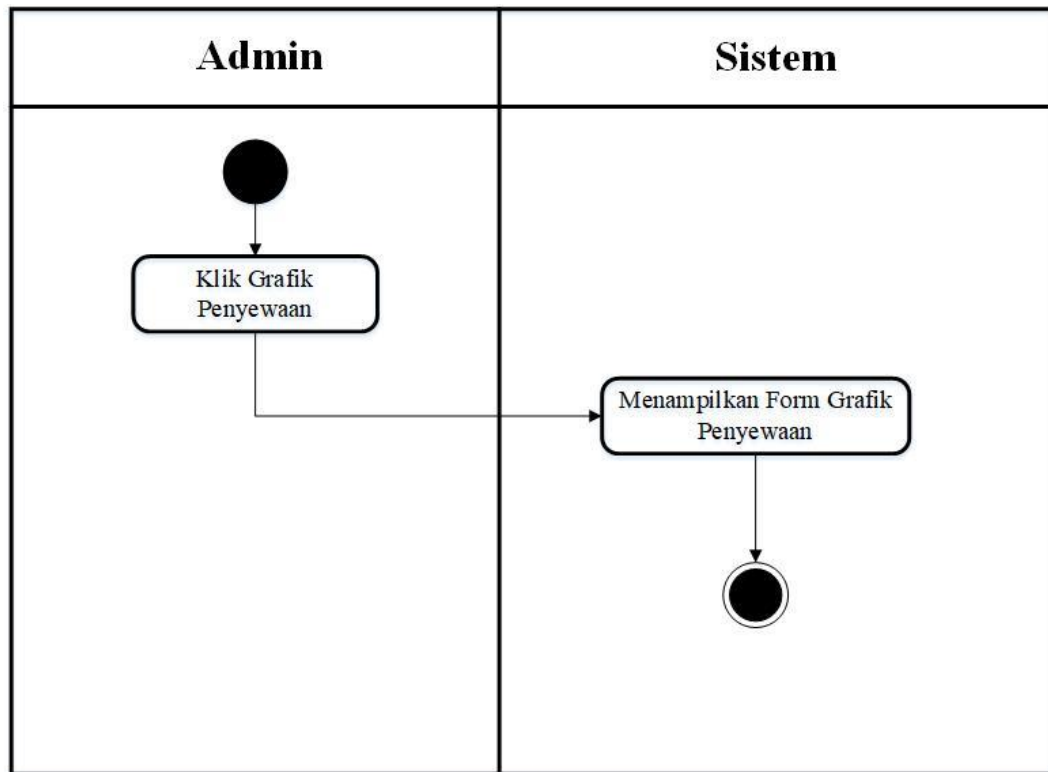 Admin
Sistem
Klik Grafik
Penyewaan
Menampilkan Form Grafik
Penyewaan